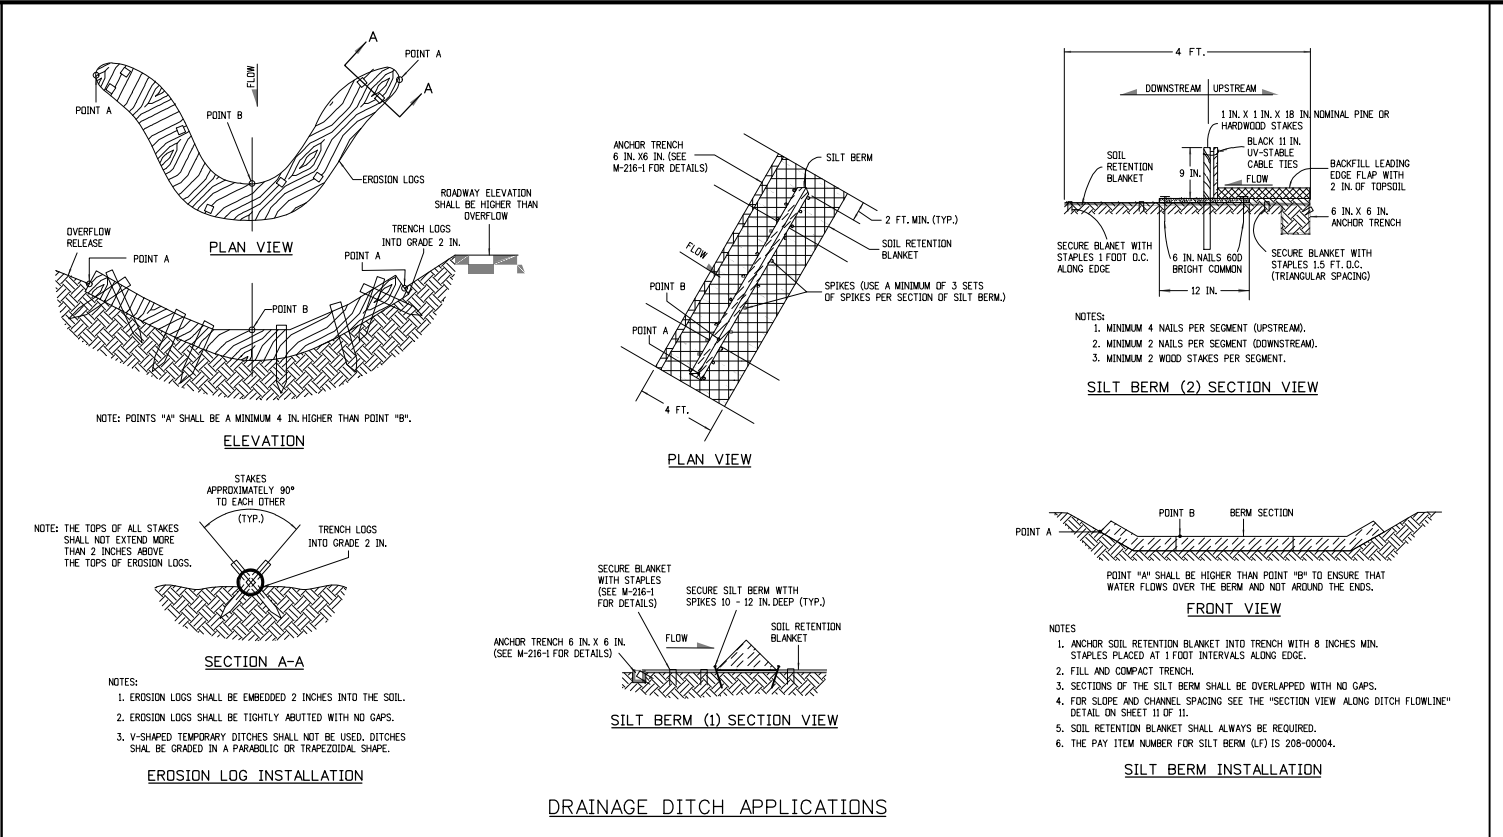 A
POINT A
FLOW
A
POINT A
POINT B
EROSION LOGS
PLAN VIEW
ROADWAY ELEVATION
SHALL BE HIGHER THAN
OVERFLOW
OVERFLOW
RELEASE
POINT A
TRENCH LOGS
INTO GRADE 2 IN.
POINT A
POINT B
NOTE: POINTS "A" SHALL BE A MINIMUM 4 IN. HIGHER THAN POINT "B".
ELEVATION
STAKES
APPROXIMATELY 90°
TO EACH OTHER
(TYP.)
NOTE: THE TOPS OF ALL STAKES
SHALL NOT EXTEND MORE
THAN 2 INCHES ABOVE
THE TOPS OF EROSION LOGS.
TRENCH LOGS
INTO GRADE 2 IN.
SECTION A-A
NOTES:
1. EROSION LOGS SHALL BE EMBEDDED 2 INCHES INTO THE SOIL.
2. EROSION LOGS SHALL BE TIGHTLY ABUTTED WITH NO GAPS.
3. V-SHAPED TEMPORARY DITCHES SHALL NOT BE USED. DITCHES
SHAL BE GRADED IN A PARABOLIC OR TRAPEZOIDAL SHAPE.
EROSION LOG INSTALLATION
ANCHOR TRENCH
6 IN. X6 IN. (SEE
M-216-1 FOR DETAILS)
SILT BERM
2 FT. MIN. (TYP.)
SOIL RETENTION
BLANKET
FLOW
POINT B
SPIKES (USE A MINIMUM OF 3 SETS
OF SPIKES PER SECTION OF SILT BERM.)
POINT A
4 FT.
PLAN VIEW
SECURE BLANKET
WITH STAPLES
(SEE M-216-1
FOR DETAILS)
SECURE SILT BERM WTTH
SPIKES 10 - 12 IN. DEEP (TYP.)
ANCHOR TRENCH 6 IN. X 6 IN.
(SEE M-216-1 FOR DETAILS)
FLOW
SOIL RETENTION
BLANKET
SILT BERM (1) SECTION VIEW
4 FT.
DOWNSTREAM UPSTREAM
1 IN. X 1 IN. X 18 IN. NOMINAL PINE OR
HARDWOOD STAKES
BLACK 11 IN.
UV-STABLE
CABLE TIES
SOIL
RETENTION
BLANKET
9 IN.
FLOW
BACKFILL LEADING
EDGE FLAP WITH
2 IN. OF TOPSOIL
6 IN. X 6 IN.
ANCHOR TRENCH
SECURE BLANET WITH
STAPLES 1 FOOT O.C.
ALONG EDGE
6 IN. NAILS 60D
BRIGHT COMMON
SECURE BLANKET WITH
STAPLES 1.5 FT. O.C.
(TRIANGULAR SPACING)
12 IN.
NOTES:
1. MINIMUM 4 NAILS PER SEGMENT (UPSTREAM).
2. MINIMUM 2 NAILS PER SEGMENT (DOWNSTREAM).
3. MINIMUM 2 WOOD STAKES PER SEGMENT.
SILT BERM (2) SECTION VIEW
POINT B
BERM SECTION
POINT A
POINT "A" SHALL BE HIGHER THAN POINT "B" TO ENSURE THAT
WATER FLOWS OVER THE BERM AND NOT AROUND THE ENDS.
FRONT VIEW
NOTES
1. ANCHOR SOIL RETENTION BLANKET INTO TRENCH WITH 8 INCHES MIN.
STAPLES PLACED AT 1 FOOT INTERVALS ALONG EDGE.
2. FILL AND COMPACT TRENCH.
3. SECTIONS OF THE SILT BERM SHALL BE OVERLAPPED WITH NO GAPS.
4. FOR SLOPE AND CHANNEL SPACING SEE THE "SECTION VIEW ALONG DITCH FLOWLINE"
DETAIL ON SHEET 11 OF 11.
5. SOIL RETENTION BLANKET SHALL ALWAYS BE REQUIRED.
6. THE PAY ITEM NUMBER FOR SILT BERM (LF) IS 208-00004.
SILT BERM INSTALLATION
DRAINAGE DITCH APPLICATIONS